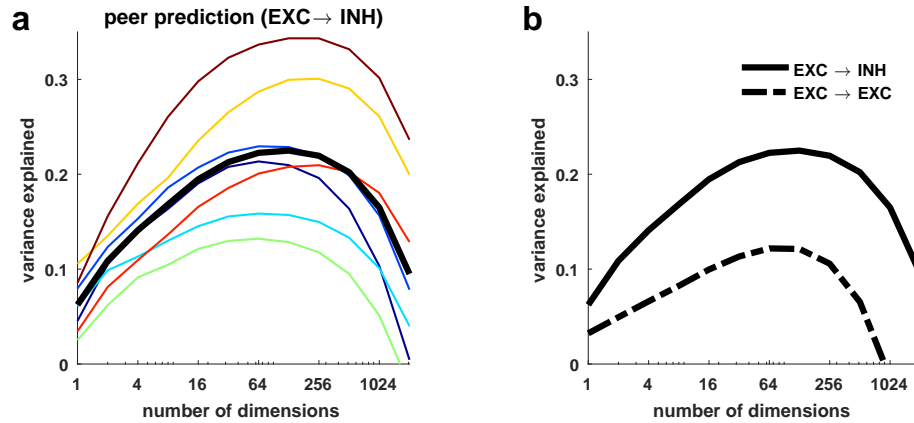 a
peer prediction (EXC→ INH)
variance explained
0.3
0.2
0.1
0
1 4 16 64 256 1024
number of dimensions
b
EXC → INH
EXC → EXC
variance explained
0.3
0.2
0.1
0
1 4 16 64 256 1024
number of dimensions